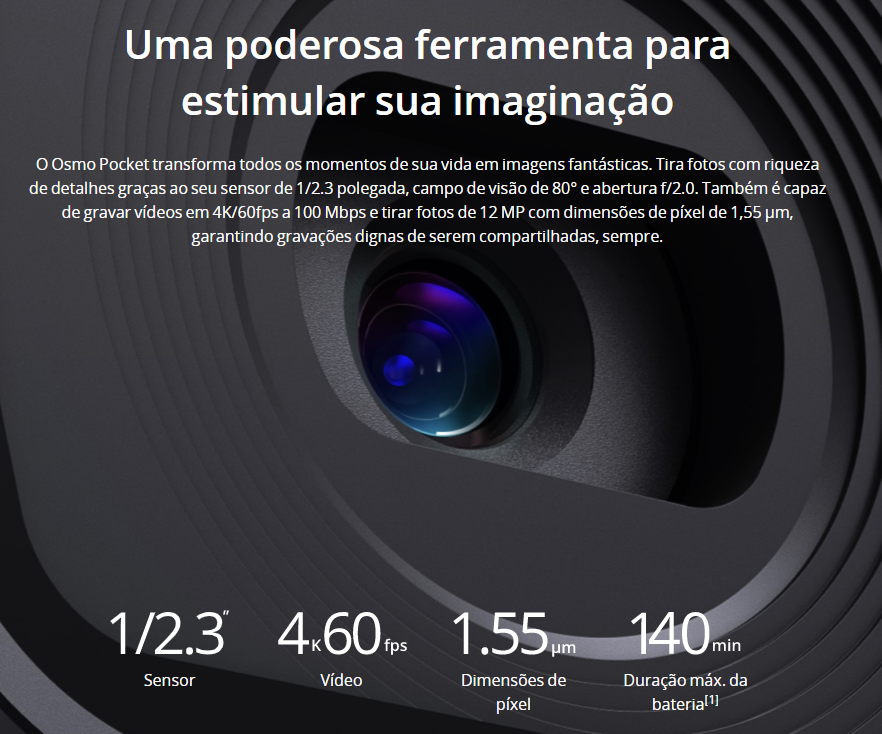 Uma poderosa ferramenta para
estimular sua imaginação
O Osmo Pocket transforma todos os momentos de sua vida em imagens fantásticas. Tira fotos com riqueza
de detalhes graças ao seu sensor de 1/2.3 polegada, campo de visão de 80° e abertura f/2.0. Também é capaz
de gravar vídeos em 4K/60fps a 100 Mbps e tirar fotos de 12 MP com dimensões de píxel de 1,55 μm,
garantindo gravações dignas de serem compartilhadas, sempre.
1/2.3″ 4K60fps 1.55μm 140min
Sensor Vídeo Dimensões de Duração máx. da
píxel bateria[1]